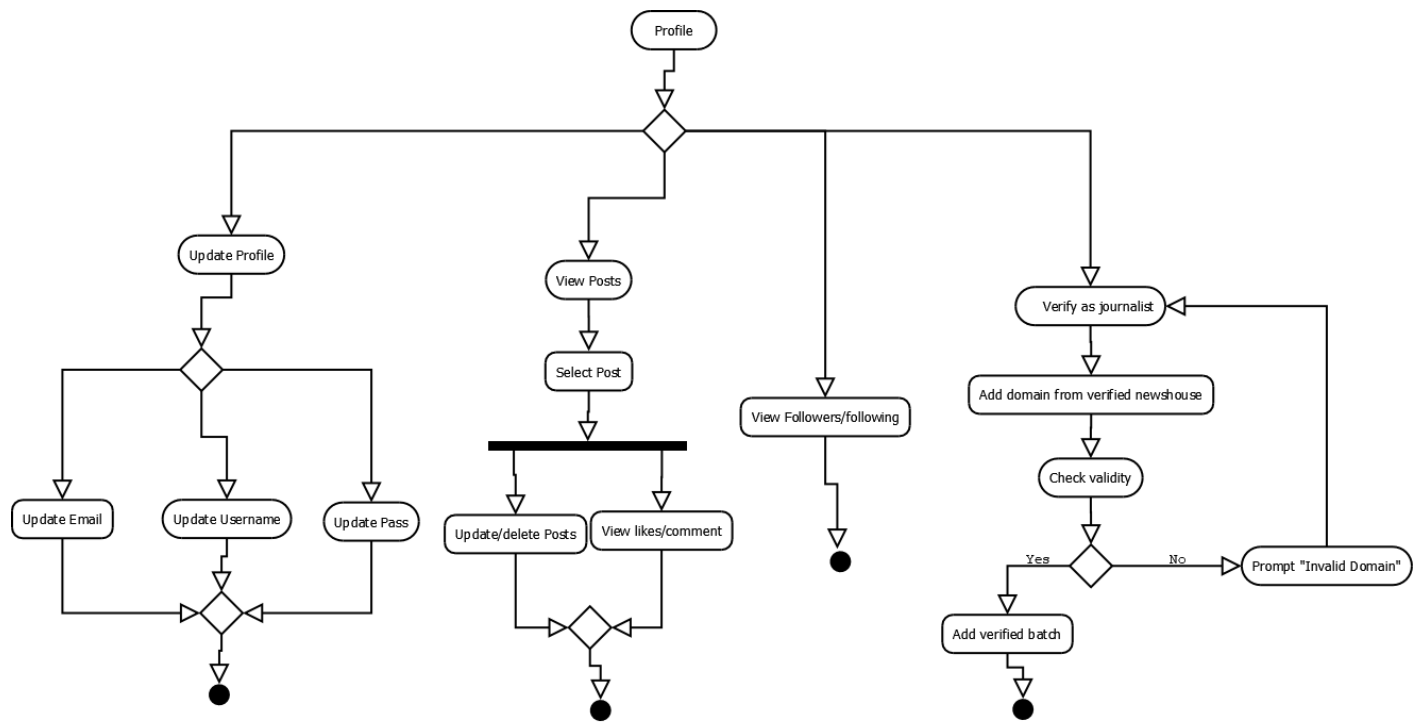 Profile
Update Profile
View Posts
Verify as journalist
Select Post
Add domain from verified newshouse
View Followers/following
Check validity
Update Email
Update Username
Update Pass
Update/delete Posts
View likes/comment
Yes
No
Prompt "Invalid Domain"
Add verified batch